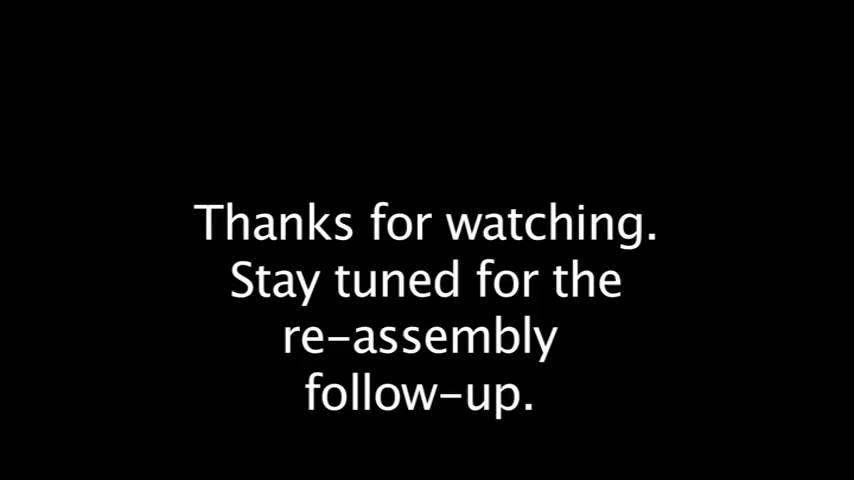 Thanks for watching.
Stay tuned for the
re-assembly
follow-up.